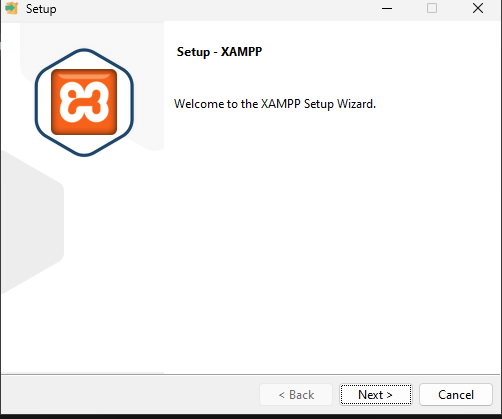 Setup
Setup - XAMPP
Welcome to the XAMPP Setup Wizard.
< Back
Next >
Cancel